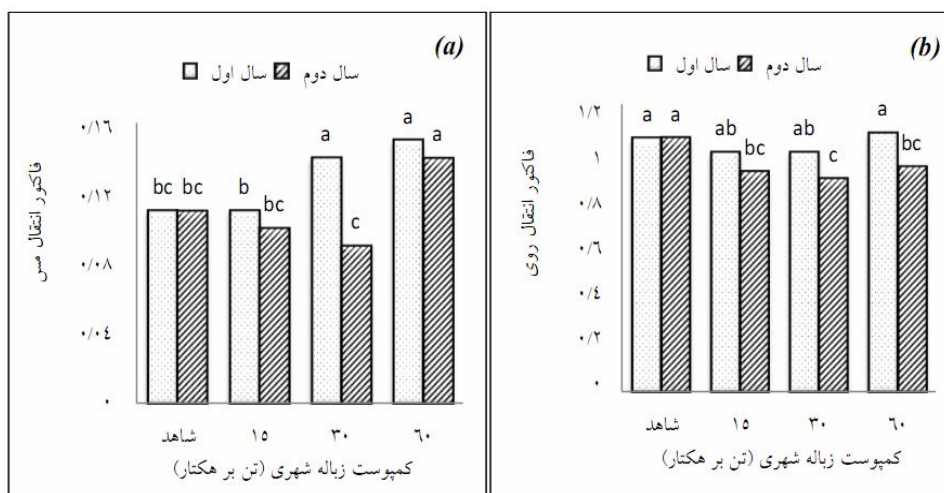 (a)
سال اول سال دوم
فاکتور انتقال مس
۰/۱۶
۰/۱۲
۰/۰۸
۰/۰۴
۰
bc bc b bc a c a a
شاهد ۱۵ ۳۰ ۶۰
کمپوست زباله شهری (تن بر هکتار)
(b)
سال اول سال دوم
فاکتور انتقال روی
۱/۲
۱
۰/۸
۰/۶
۰/۴
۰/۲
۰
a a ab bc ab c a bc
شاهد ۱۵ ۳۰ ۶۰
کمپوست زباله شهری (تن بر هکتار)